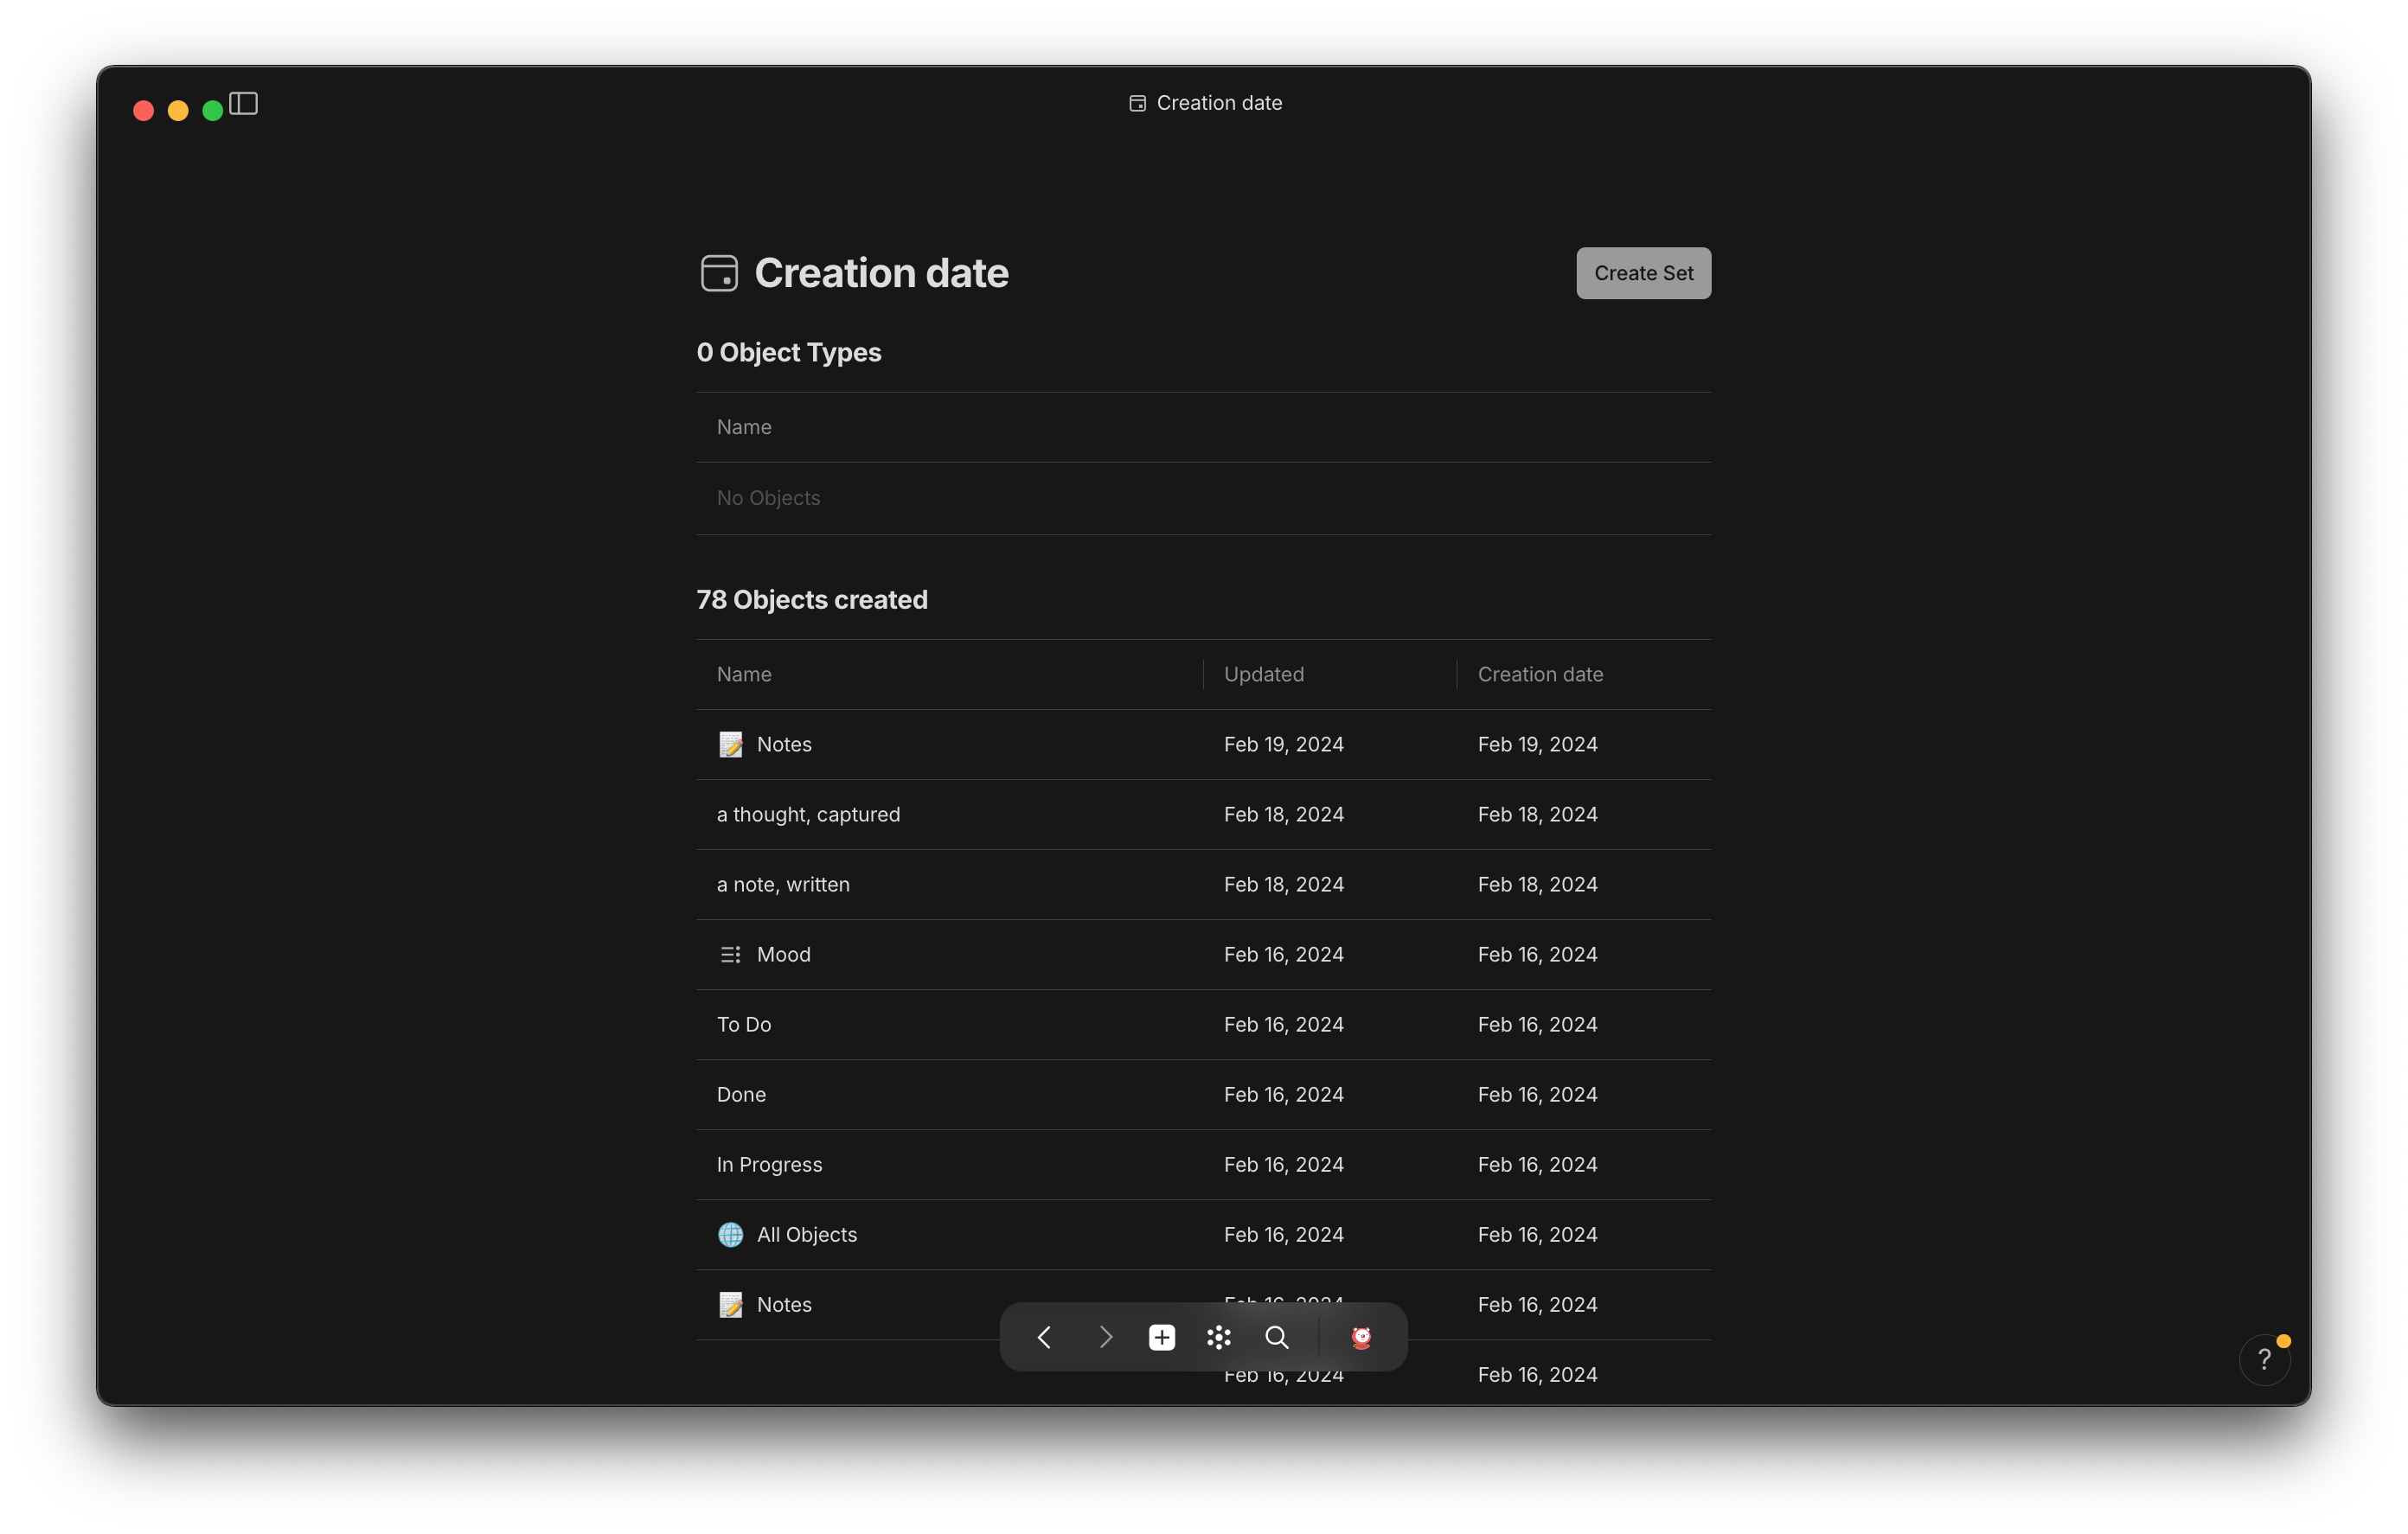 Creation date
Creation date
Create Set
0 Object Types
Name
No Objects
78 Objects created
Name Updated Creation date
Notes Feb 19, 2024 Feb 19, 2024
a thought, captured Feb 18, 2024 Feb 18, 2024
a note, written Feb 18, 2024 Feb 18, 2024
Mood Feb 16, 2024 Feb 16, 2024
To Do Feb 16, 2024 Feb 16, 2024
Done Feb 16, 2024 Feb 16, 2024
In Progress Feb 16, 2024 Feb 16, 2024
All Objects Feb 16, 2024 Feb 16, 2024
Notes Feb 16, 2024 Feb 16, 2024
Feb 16, 2024 Feb 16, 2024
?